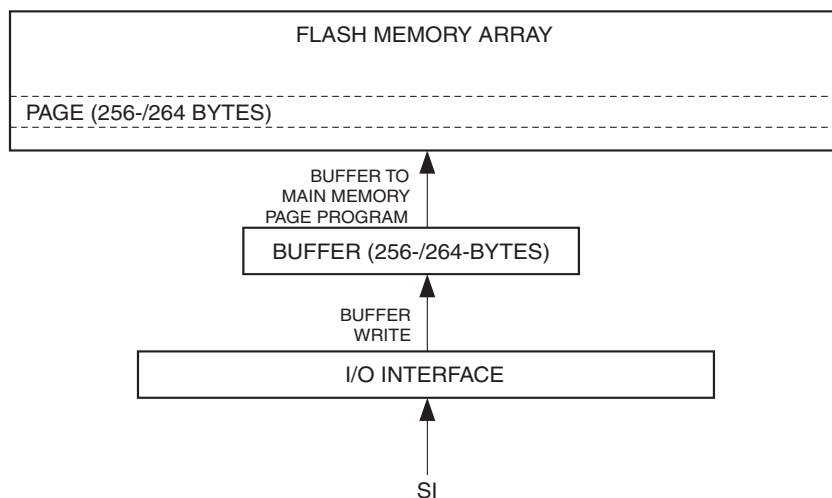 FLASH MEMORY ARRAY
PAGE (256-/264 BYTES)
BUFFER TO
MAIN MEMORY
PAGE PROGRAM
BUFFER (256-/264-BYTES)
BUFFER
WRITE
I/O INTERFACE
SI